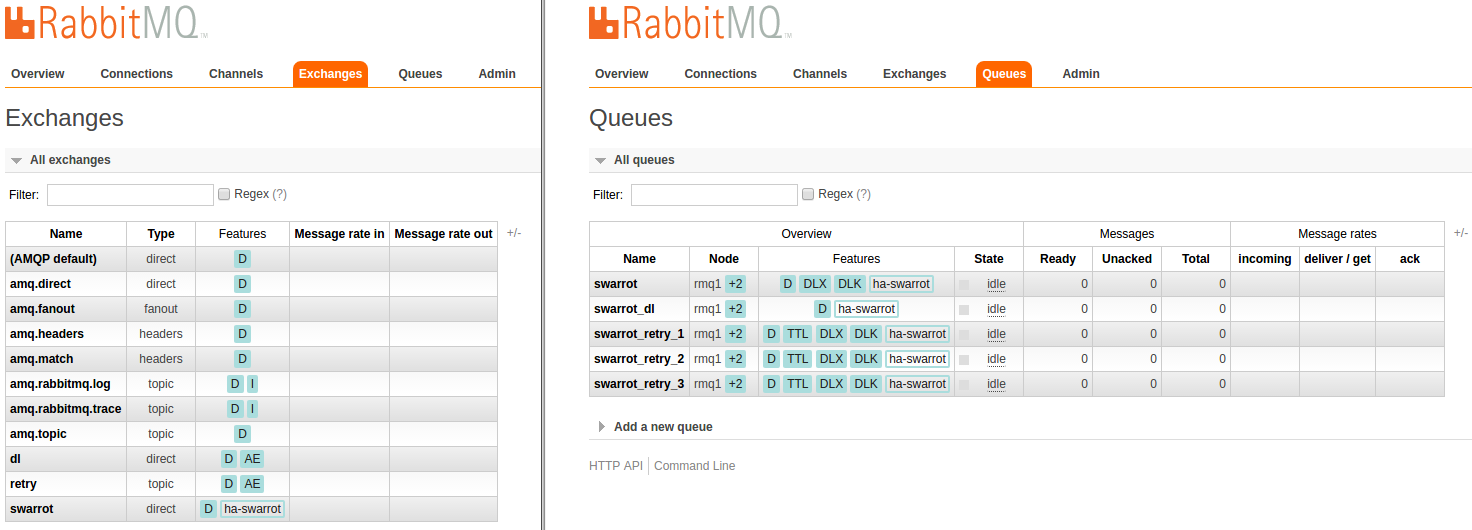 RabbitMQ™
Overview Connections Channels Exchanges Queues Admin
Exchanges
All exchanges
Filter: Regex (?)
Name Type Features Message rate in Message rate out +/-
(AMQP default) direct D
amq.direct direct D
amq.fanout fanout D
amq.headers headers D
amq.match headers D
amq.rabbitmq.log topic D I
amq.rabbitmq.trace topic D I
amq.topic topic D
dl direct D AE
retry topic D AE
swarrot direct D ha-swarrot
RabbitMQ™
Overview Connections Channels Exchanges Queues Admin
Queues
All queues
Filter: Regex (?)
Overview Messages Message rates +/-
Name Node Features State Ready Unacked Total incoming deliver / get ack
swarrot rmq1 +2 D DLX DLK ha-swarrot idle 0 0 0
swarrot_dl rmq1 +2 D ha-swarrot idle 0 0 0
swarrot_retry_1 rmq1 +2 D TTL DLX DLK ha-swarrot idle 0 0 0
swarrot_retry_2 rmq1 +2 D TTL DLX DLK ha-swarrot idle 0 0 0
swarrot_retry_3 rmq1 +2 D TTL DLX DLK ha-swarrot idle 0 0 0
Add a new queue
HTTP API Command Line